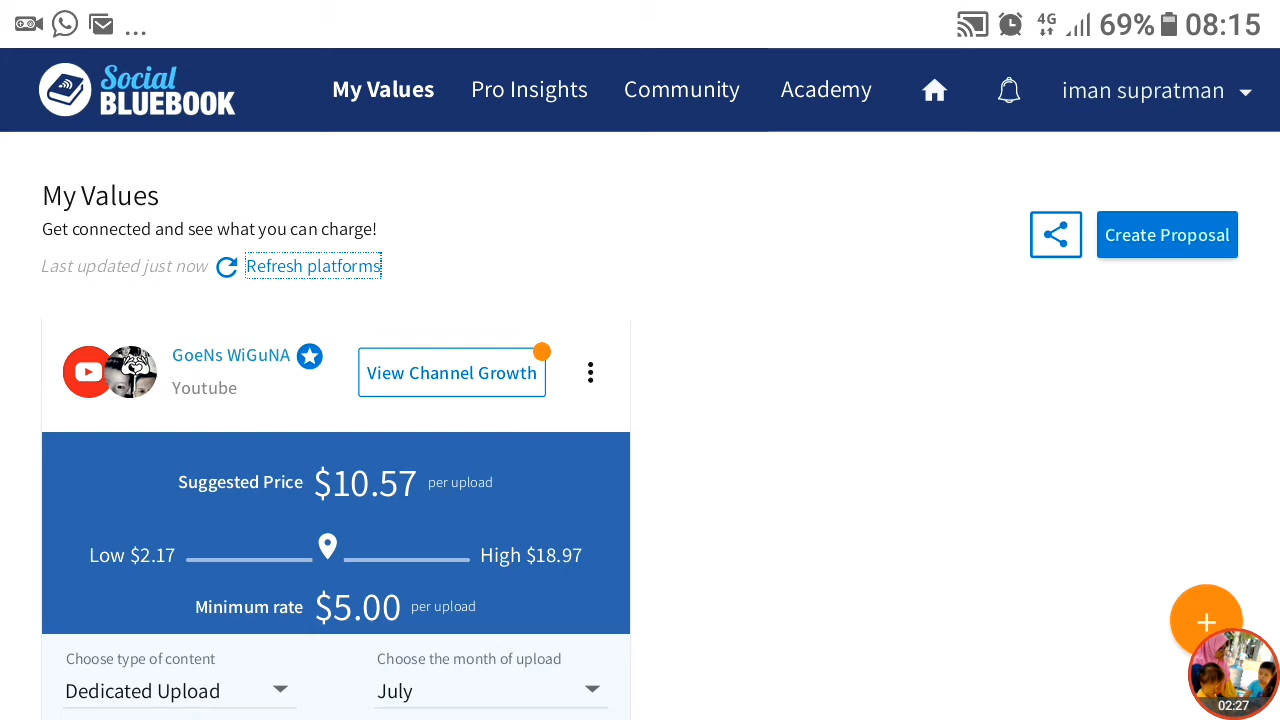 ... 4G 69% 08:15
Social
BLUEBOOK
My Values Pro Insights Community Academy iman supratman
My Values
Get connected and see what you can charge!
Last updated just now Refresh platforms
Create Proposal
GoeNs WiGuNA
Youtube
View Channel Growth
Suggested Price $10.57 per upload
Low $2.17 High $18.97
Minimum rate $5.00 per upload
Choose type of content Choose the month of upload
Dedicated Upload July
+
02:27